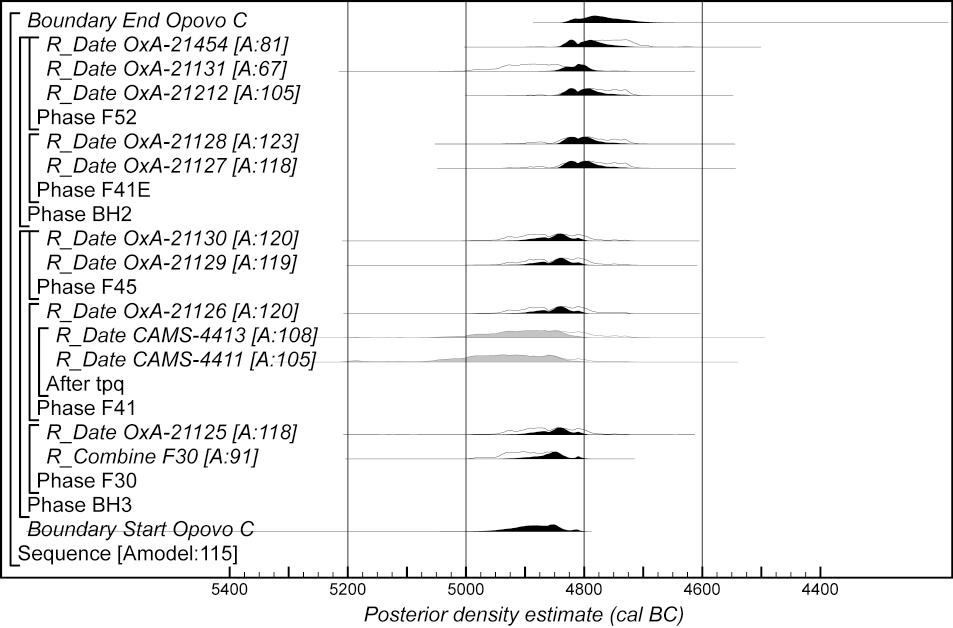 Boundary End Opovo C
R_Date OxA-21454 [A:81]
R_Date OxA-21131 [A:67]
R_Date OxA-21212 [A:105]
Phase F52
R_Date OxA-21128 [A:123]
R_Date OxA-21127 [A:118]
Phase F41E
Phase BH2
R_Date OxA-21130 [A:120]
R_Date OxA-21129 [A:119]
Phase F45
R_Date OxA-21126 [A:120]
R_Date CAMS-4413 [A:108]
R_Date CAMS-4411 [A:105]
After tpq
Phase F41
R_Date OxA-21125 [A:118]
R_Combine F30 [A:91]
Phase F30
Phase BH3
Boundary Start Opovo C
Sequence [Amodel:115]
5400 5200 5000 4800 4600 4400
Posterior density estimate (cal BC)